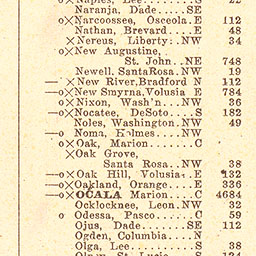 o×Naples, Lee.......S 22
Naranja, Dade......SE
o×Narcoossee, Osceola.E 112
Nathan, Brevard....E 48
×Nereus, Liberty:.NW 34
o×New Augustine,
St. John..NE 748
Newell, SantaRosa.NW 19
—·×New River,Bradford N 112
—o×New Smyrna,Volusia E 784
o×Nixon, Wash'n...NW 36
—o×Nocatee, DeSoto...S 182
Noles, Washington.NW 49
—o Noma, Holmes....NW
o×Oak, Marion......C
×Oak Grove,
Santa Rosa..NW 38
—o×Oak Hill, Volusia.E 132
—o×Oakland, Orange....E 336
—o×OCALA Marion....C 4684
Ocklocknee, Leon.NW 32
o Odessa, Pasco......C 59
Ojus, Dade.......SE 112
Ogden, Columbia....N
Olga, Lee..........S 38